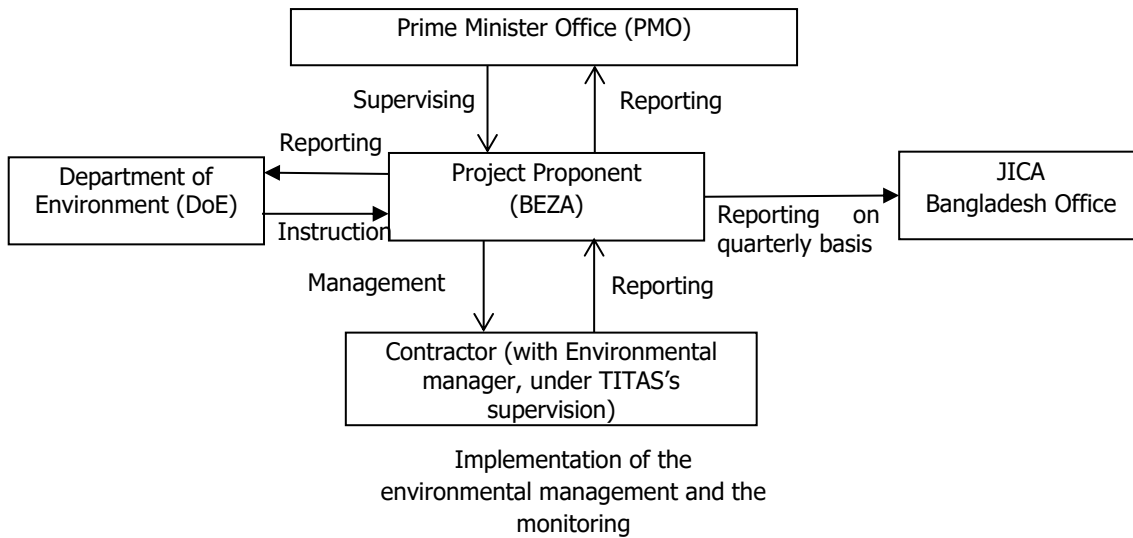 Prime Minister Office (PMO)
Supervising
Reporting
Reporting
Department of
Environment (DoE)
Instruction
Project Proponent
(BEZA)
Reporting on
quarterly basis
JICA
Bangladesh Office
Management
Reporting
Contractor (with Environmental
manager, under TITAS’s
supervision)
Implementation of the
environmental management and the
monitoring